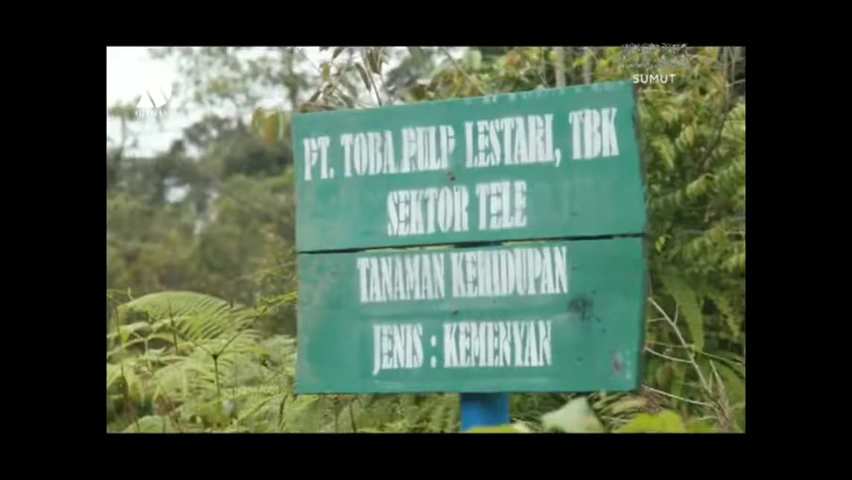 SUMUT
PT. TOBA PULP LESTARI, TBK
SEKTOR TELE
TANAMAN KEHIDUPAN
JENIS : KEMENYAN